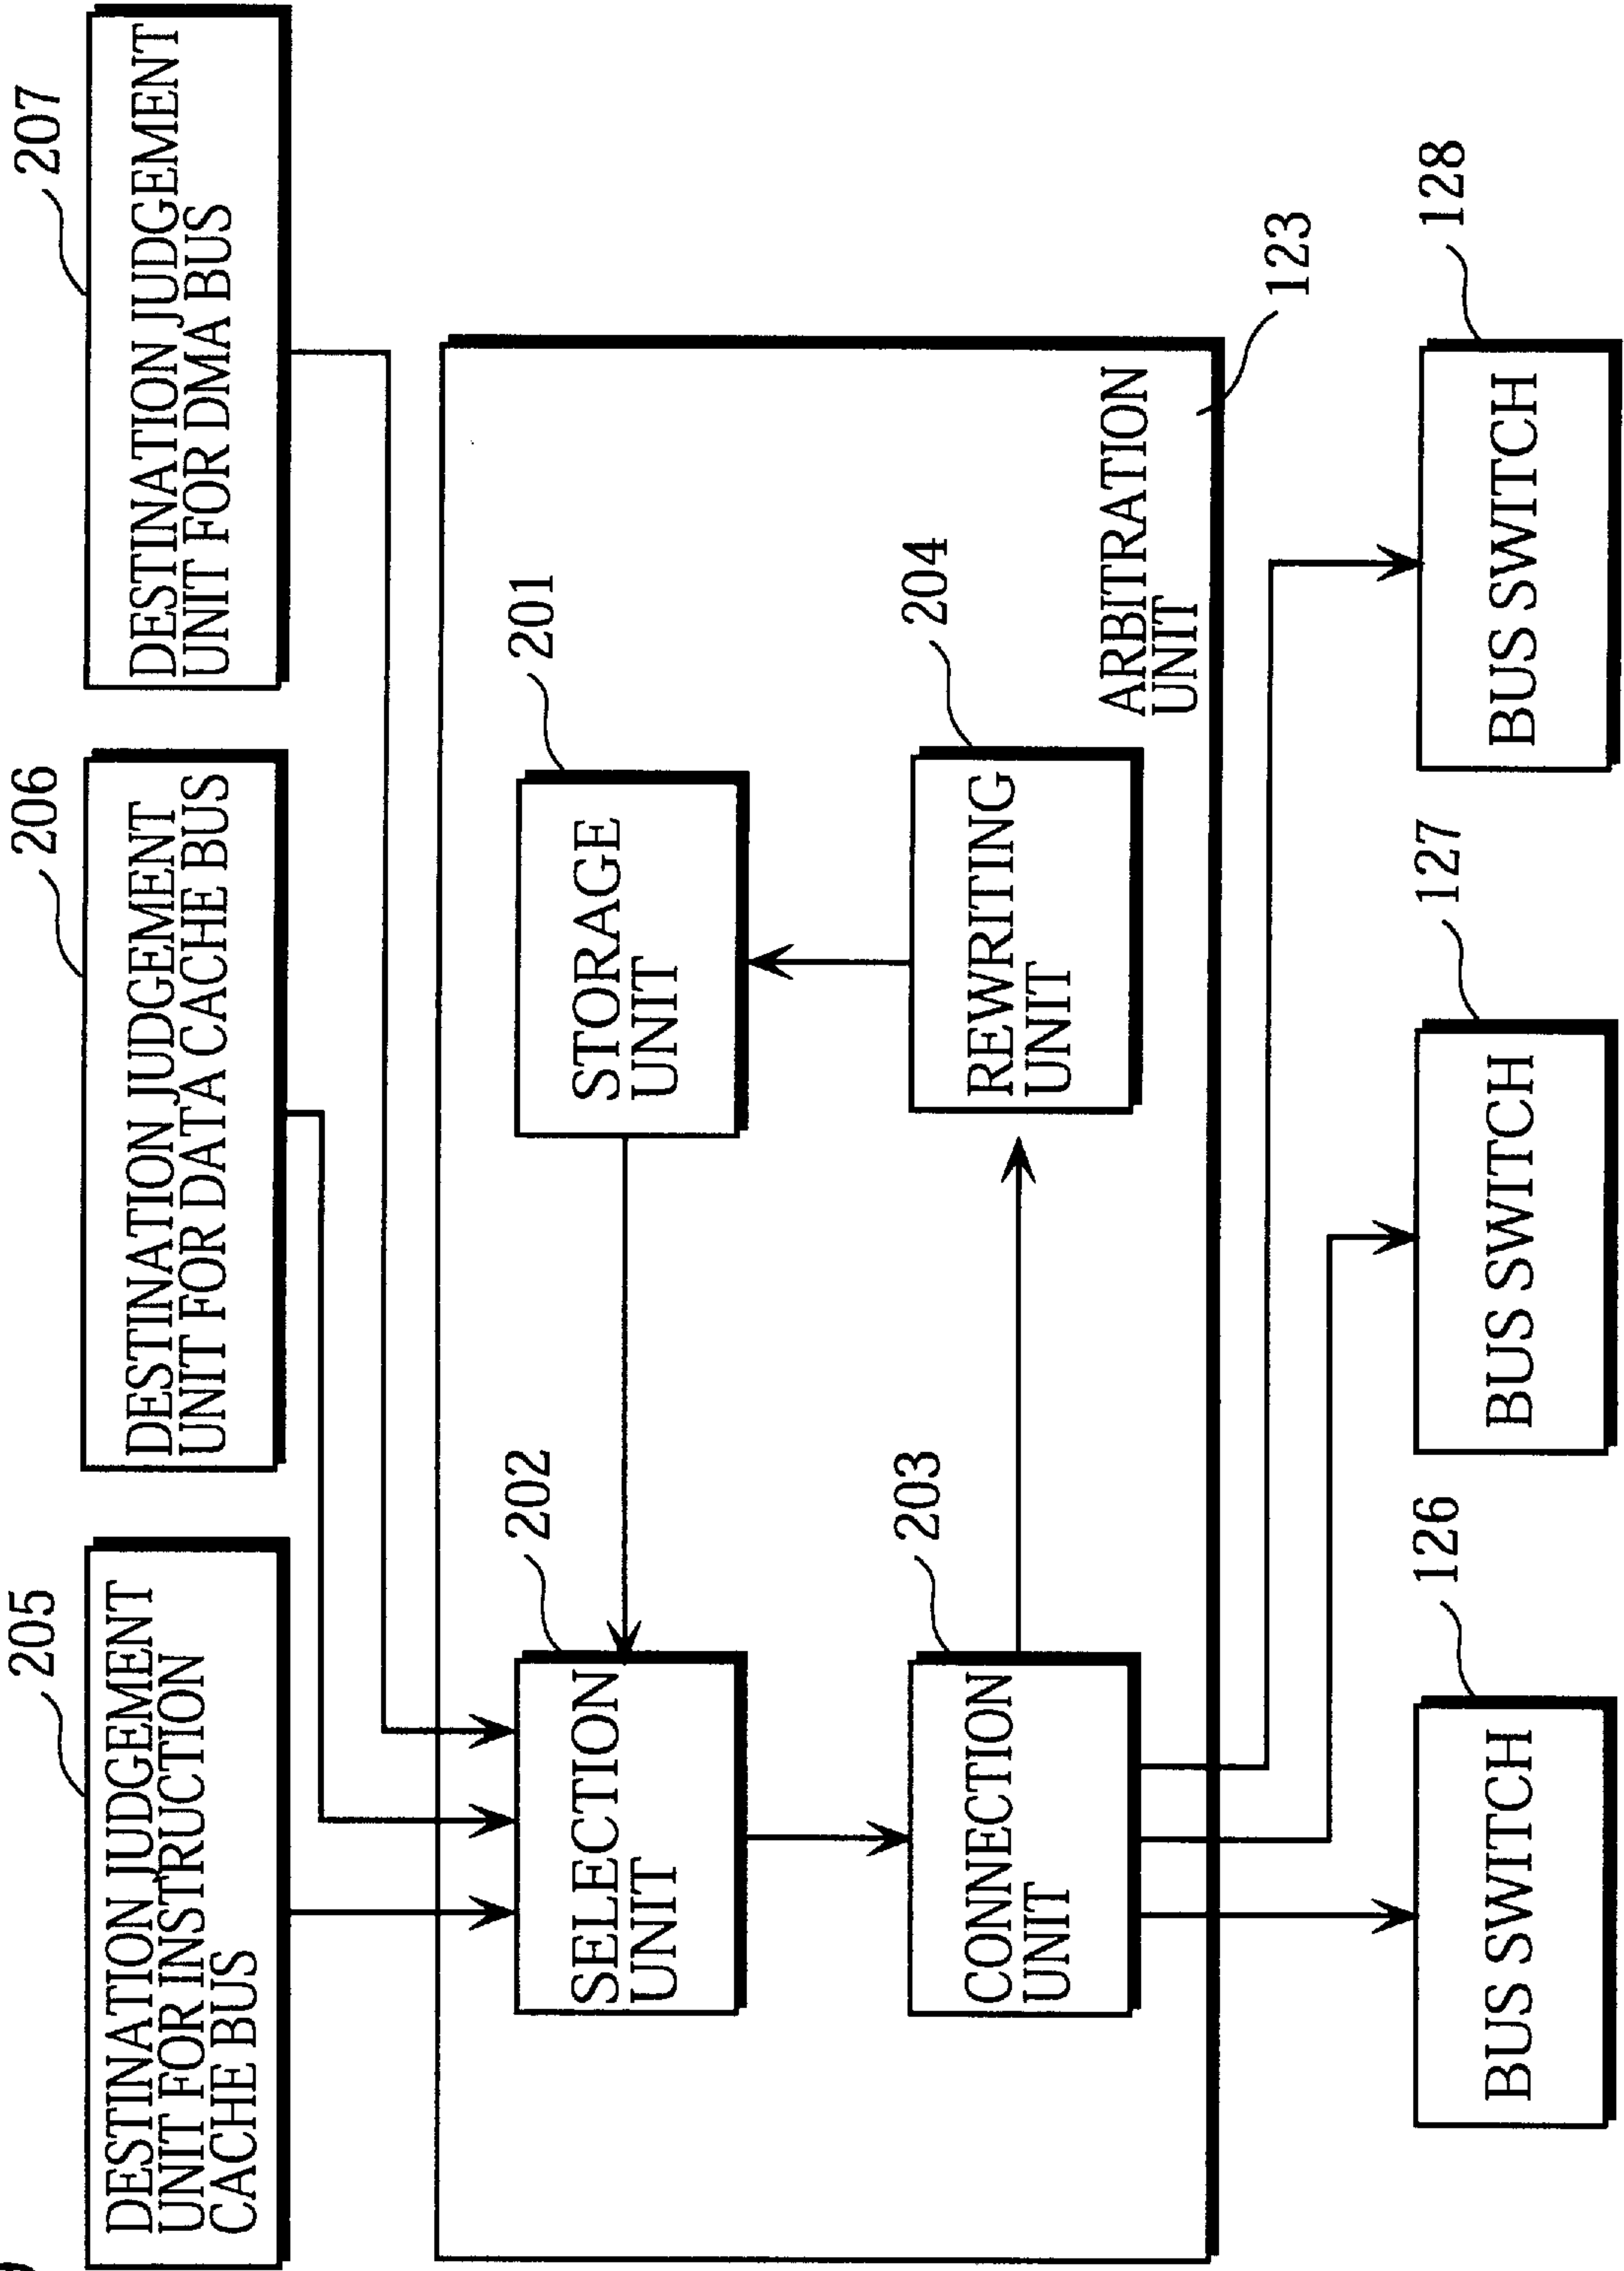 205
DESTINATION JUDGEMENT
UNIT FOR INSTRUCTION
CACHE BUS
206
DESTINATION JUDGEMENT
UNIT FOR DATA CACHE BUS
207
DESTINATION JUDGEMENT
UNIT FOR DMA BUS
202
SELECTION
UNIT
201
STORAGE
UNIT
203
CONNECTION
UNIT
204
REWRITING
UNIT
ARBITRATION
UNIT
123
126
BUS SWITCH
127
BUS SWITCH
128
BUS SWITCH